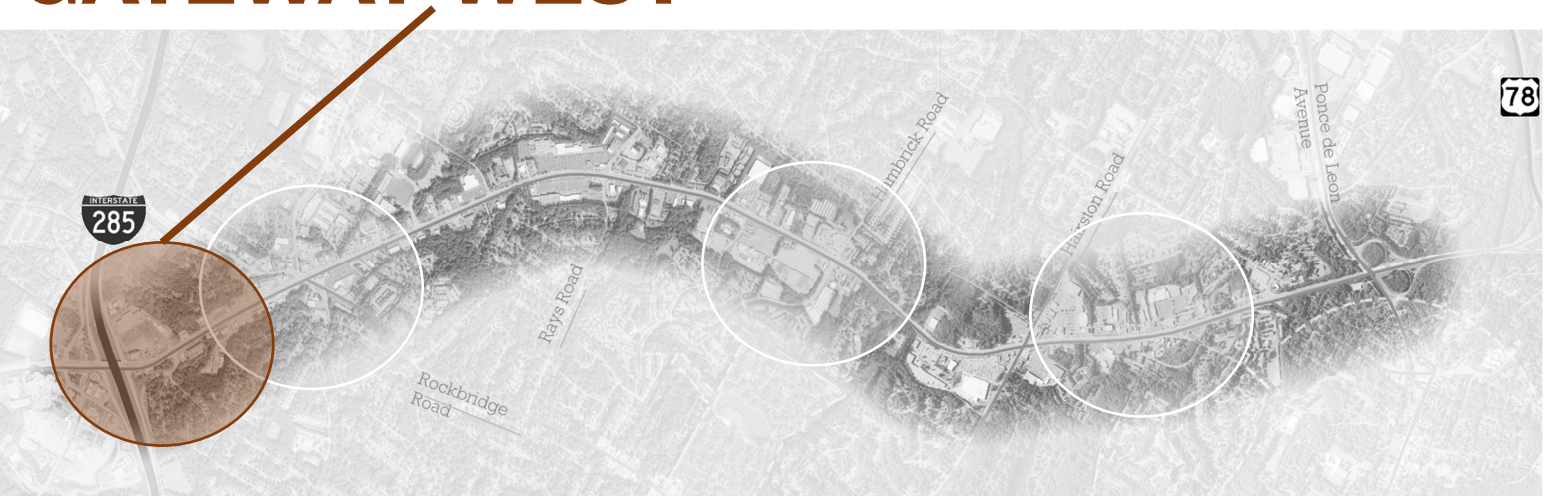 GATEWAY WEST
INTERSTATE
285
78
Ponce de Leon
Avenue
Hambrick Road
Hairston Road
Rays Road
Rockbridge
Road